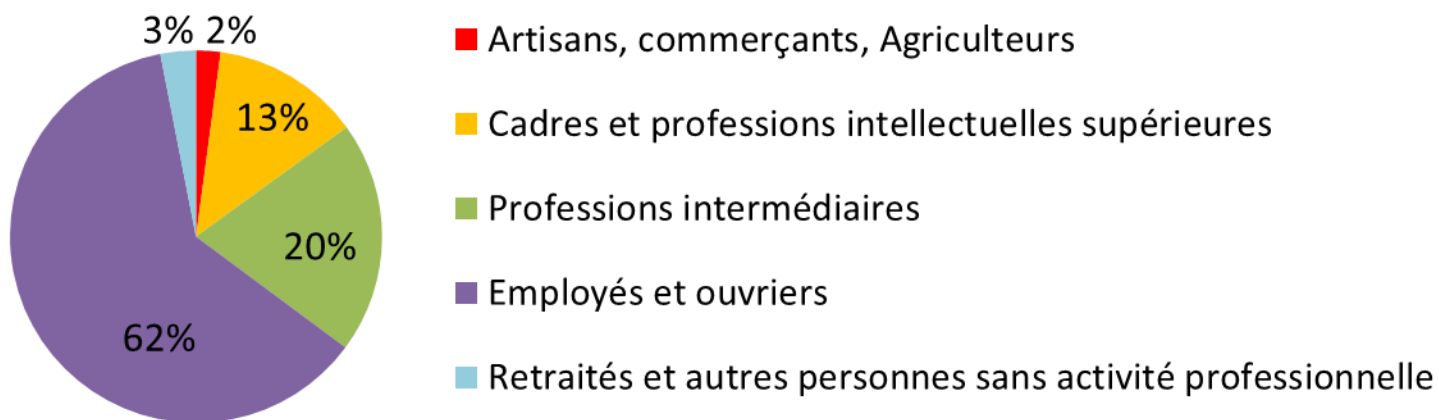 3% 2%
Artisans, commerçants, Agriculteurs
13%
Cadres et professions intellectuelles supérieures
Professions intermédiaires
20%
Employés et ouvriers
62%
Retraités et autres personnes sans activité professionnelle